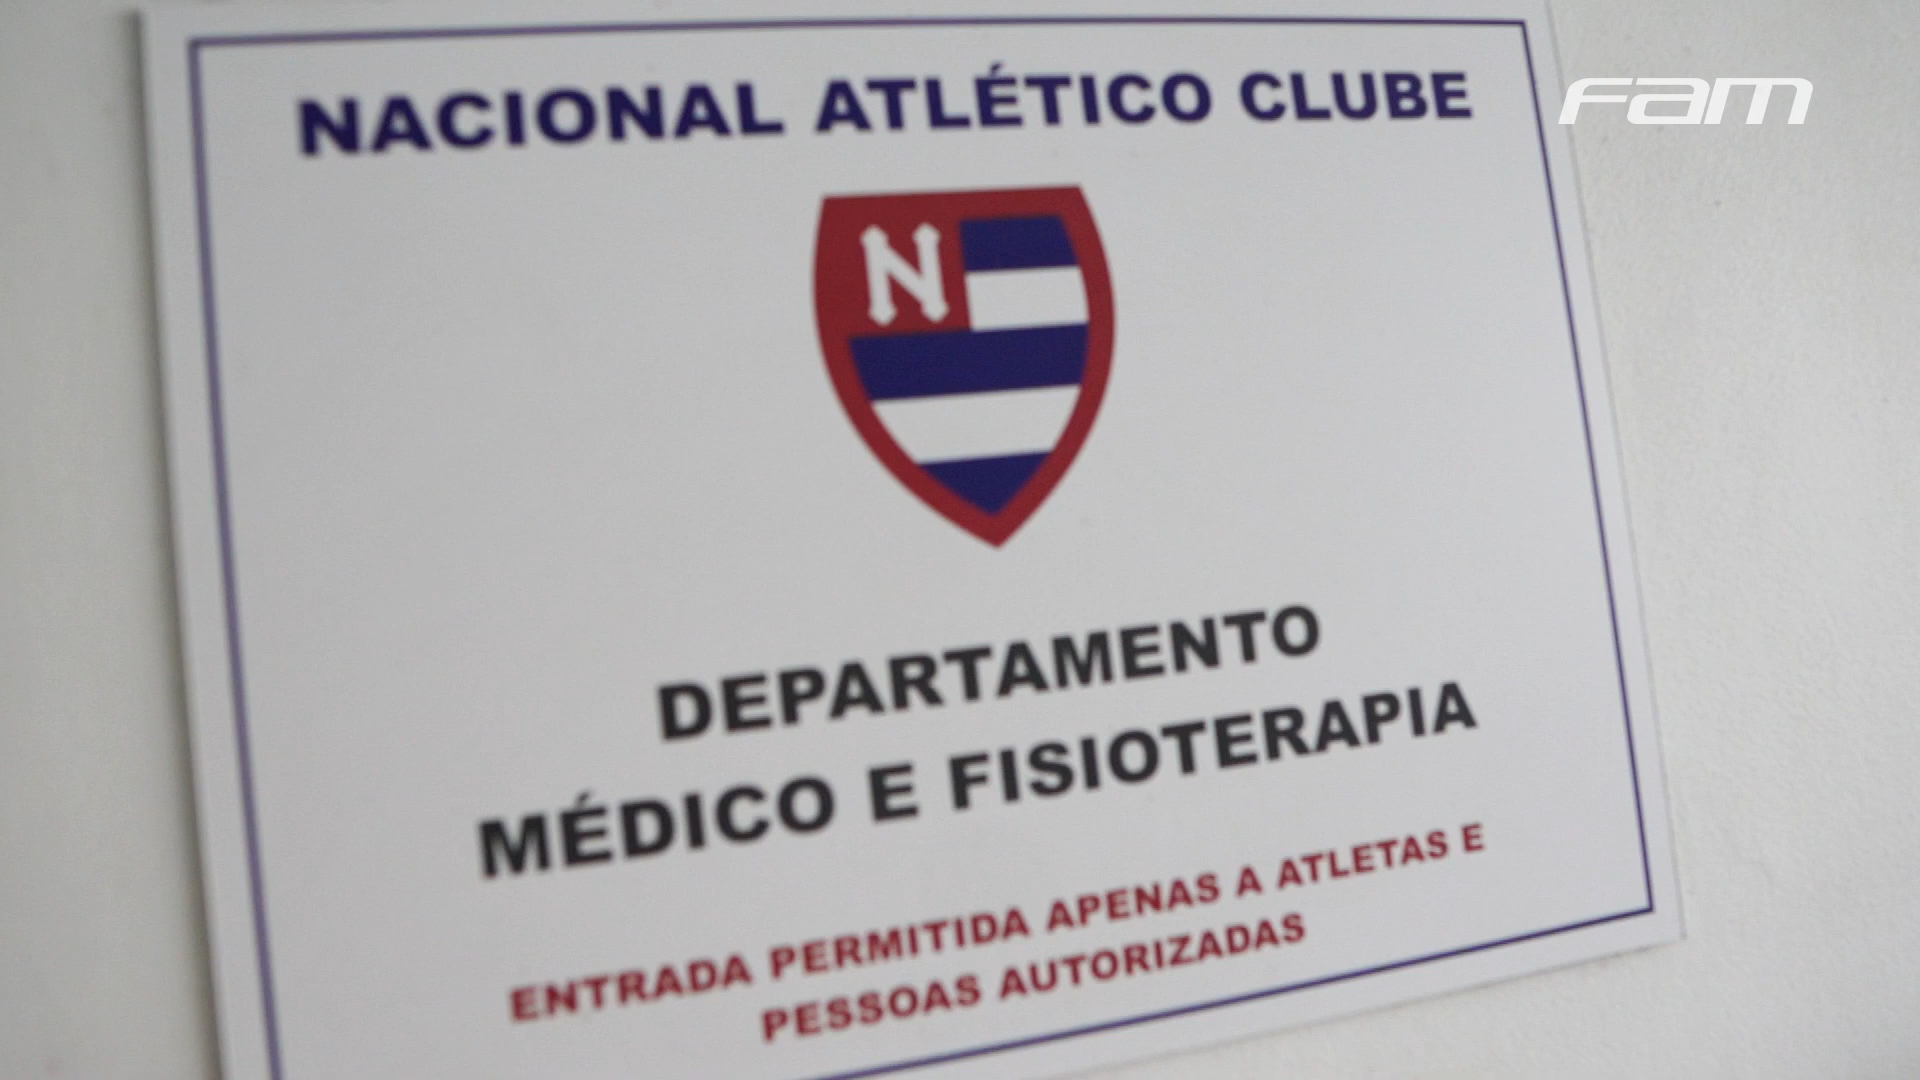 NACIONAL ATLÉTICO CLUBE
fam
N
DEPARTAMENTO
MÉDICO E FISIOTERAPIA
ENTRADA PERMITIDA APENAS A ATLETAS E
PESSOAS AUTORIZADAS